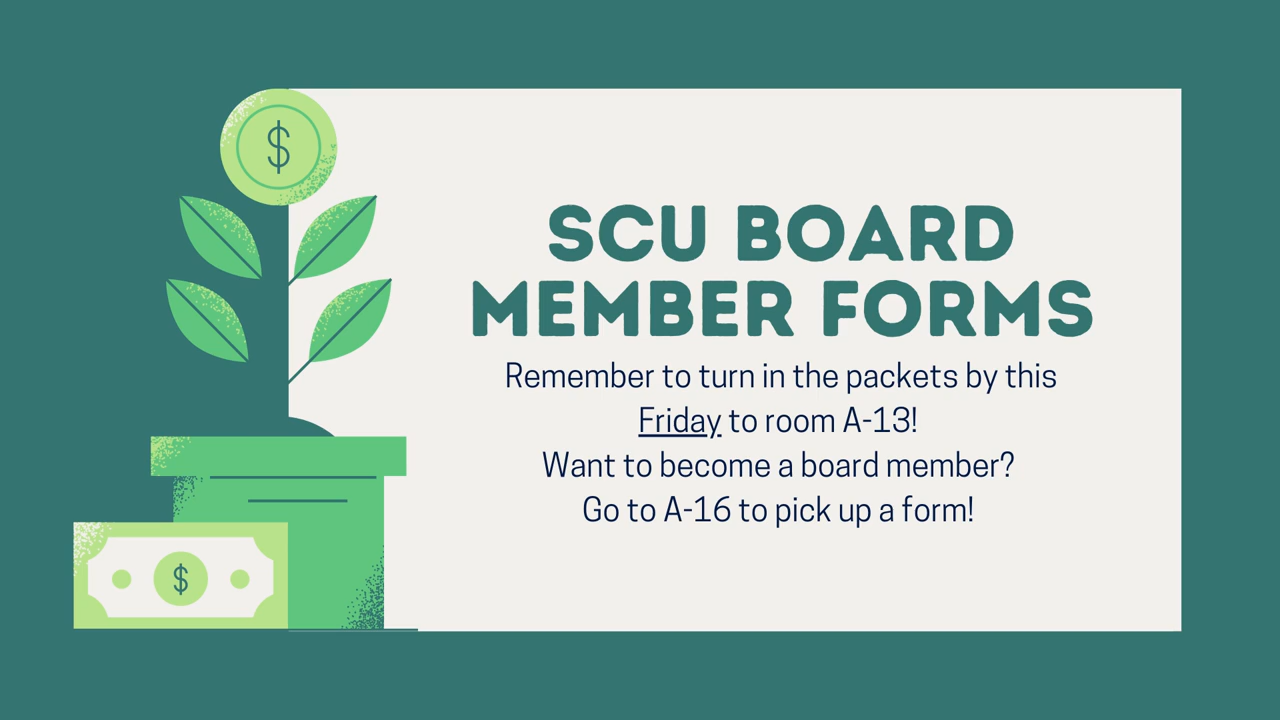 $
SCU BOARD
MEMBER FORMS
Remember to turn in the packets by this
Friday to room A-13!
Want to become a board member?
Go to A-16 to pick up a form!
$